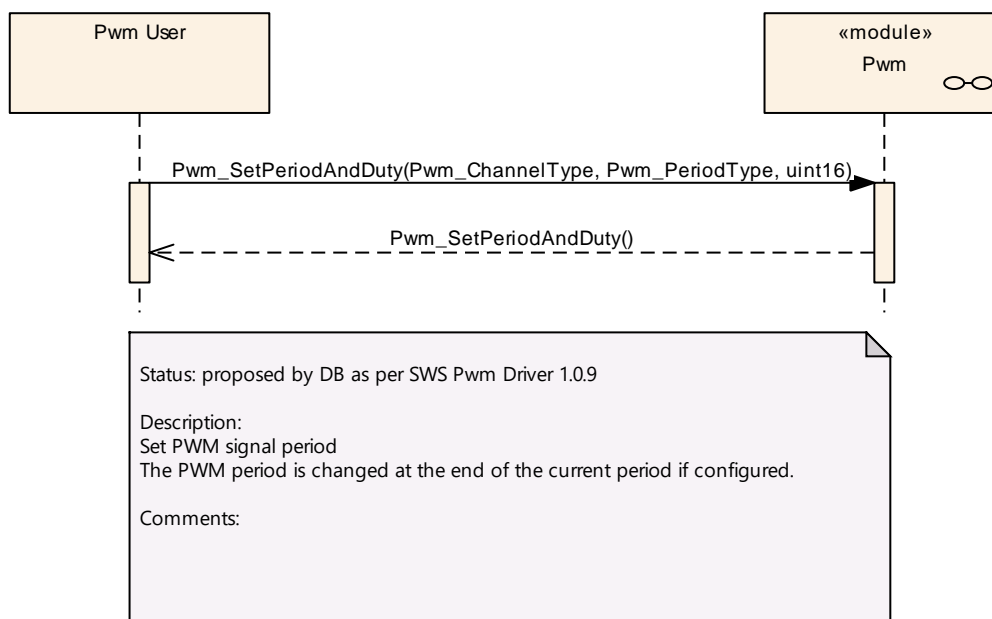 Pwm User
«module»
Pwm
Pwm_SetPeriodAndDuty(Pwm_ChannelType, Pwm_PeriodType, uint16)
Pwm_SetPeriodAndDuty()
Status: proposed by DB as per SWS Pwm Driver 1.0.9
Description:
Set PWM signal period
The PWM period is changed at the end of the current period if configured.
Comments: